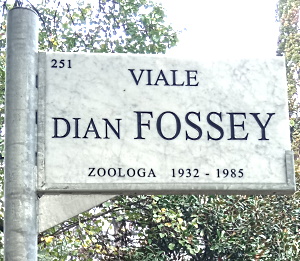 251
VIALE
DIAN FOSSEY
ZOOLOGA 1932 - 1985